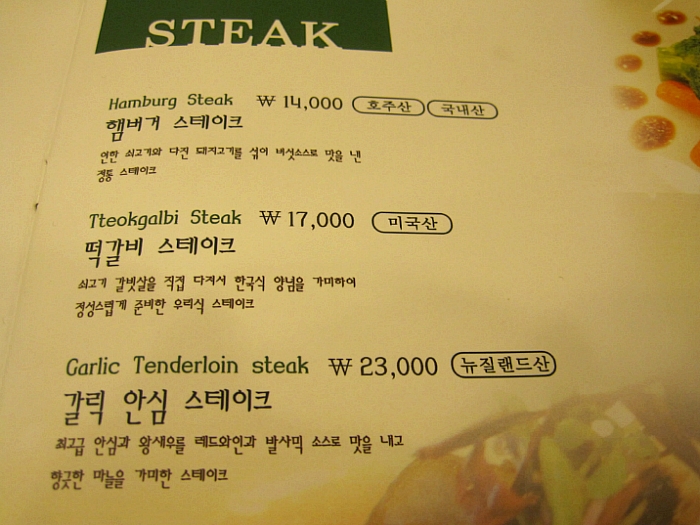 STEAK
Hamburg Steak ₩ 14,000 호주산 국내산
햄버거 스테이크
연한 쇠고기와 다진 돼지고기를 섞어 버섯소스로 맛을 낸
정통 스테이크
Tteokgalbi Steak ₩ 17,000 미국산
떡갈비 스테이크
쇠고기 갈빗살을 직접 다져서 한국식 양념을 가미하여
정성스럽게 준비한 우리식 스테이크
Garlic Tenderloin steak ₩ 23,000 뉴질랜드산
갈릭 안심 스테이크
최고급 안심과 왕새우를 레드와인과 발사믹 소스로 맛을 내고
향긋한 마늘을 가미한 스테이크